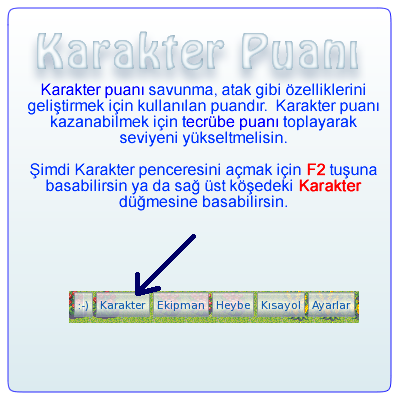 Karakter Puanı
Karakter puanı savunma, atak gibi özelliklerini
geliştirmek için kullanılan puandır. Karakter puanı
kazanabilmek için tecrübe puanı toplayarak
seviyeni yükseltmelisin.
Şimdi Karakter penceresini açmak için F2 tuşuna
basabilirsin ya da sağ üst köşedeki Karakter
düğmesine basabilirsin.
:-) Karakter Ekipman Heybe Kısayol Ayarlar